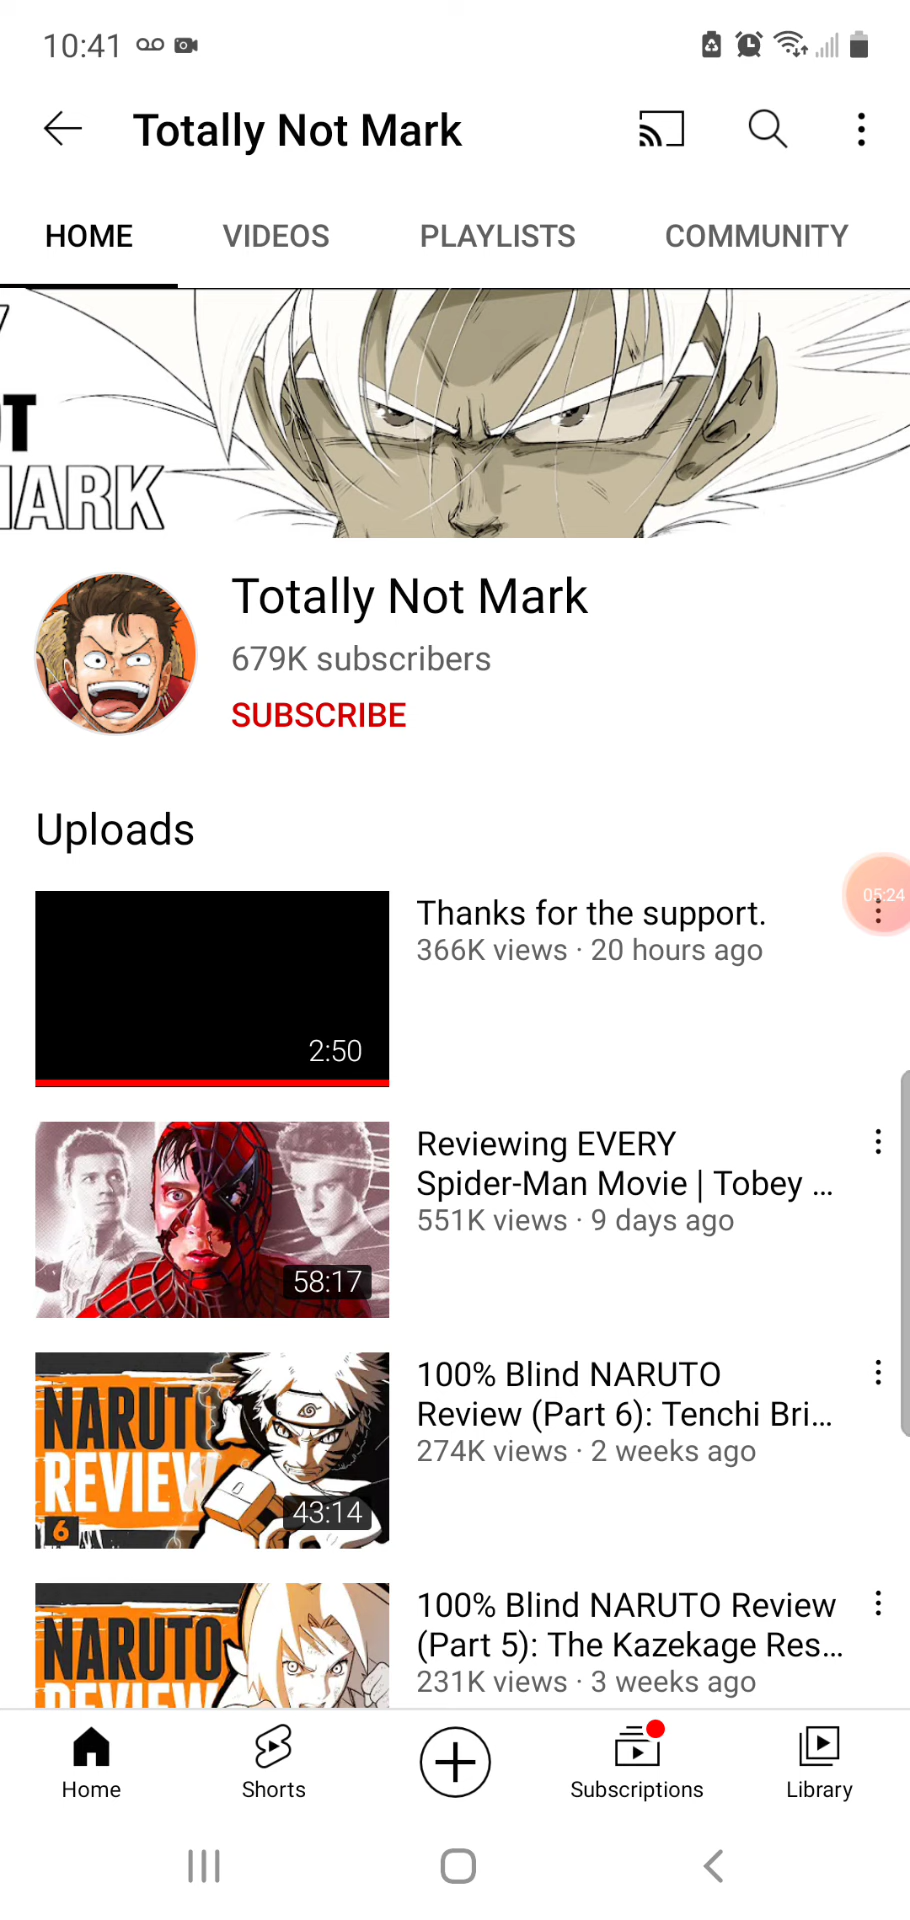 10:41
Totally Not Mark
HOME
VIDEOS
PLAYLISTS
COMMUNITY
MARK
Totally Not Mark
679K subscribers
SUBSCRIBE
Uploads
Thanks for the support.
366K views · 20 hours ago
05:24
2:50
Reviewing EVERY
Spider-Man Movie | Tobey ...
551K views · 9 days ago
58:17
100% Blind NARUTO
Review (Part 6): Tenchi Bri...
274K views · 2 weeks ago
NARUTO
REVIEW
6
43:14
100% Blind NARUTO Review
(Part 5): The Kazekage Res...
231K views · 3 weeks ago
NARUTO
REVIEW
Home
Shorts
Subscriptions
Library